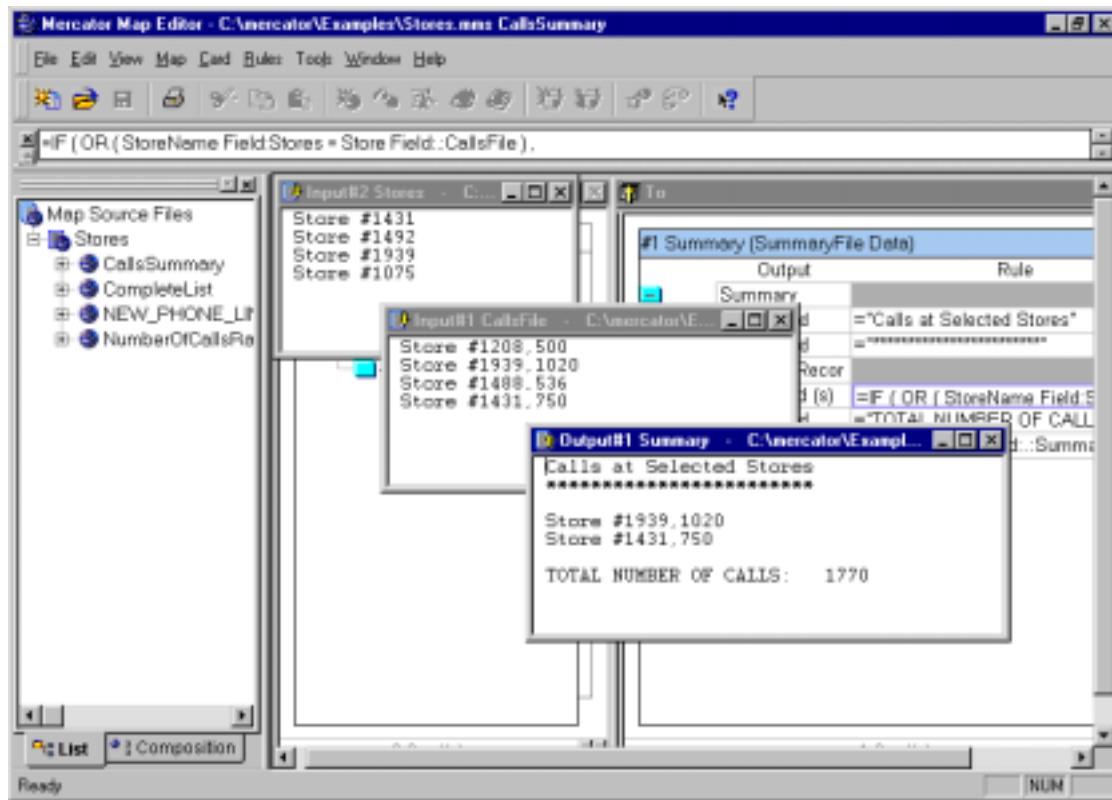 Mercator Map Editor - C:\mercator\Examples\Stores.mms CallsSummary
File Edit View Map Card Rules Tools Window Help
=IF ( OR ( StoreName Field:Stores = Store Field:.:CallsFile ) ,
Map Source Files
Stores
CallsSummary
CompleteList
NEW_PHONE_LI
NumberOfCallsRa
List
Composition
Input#2 Stores - C:...
Store #1431
Store #1492
Store #1939
Store #1075
Input#1 CallsFile - C:\mercator\E...
Store #1208,500
Store #1939,1020
Store #1488,536
Store #1431,750
To
#1 Summary (SummaryFile Data)
Output Rule
Summary
d ="Calls at Selected Stores"
d ="************************"
Recor
d (s) =IF ( OR ( StoreName Field:S
d ="TOTAL NUMBER OF CALL
d:.:Summa
Output#1 Summary - C:\mercator\Exampl...
Calls at Selected Stores
************************
Store #1939,1020
Store #1431,750
TOTAL NUMBER OF CALLS: 1770
Ready
NUM